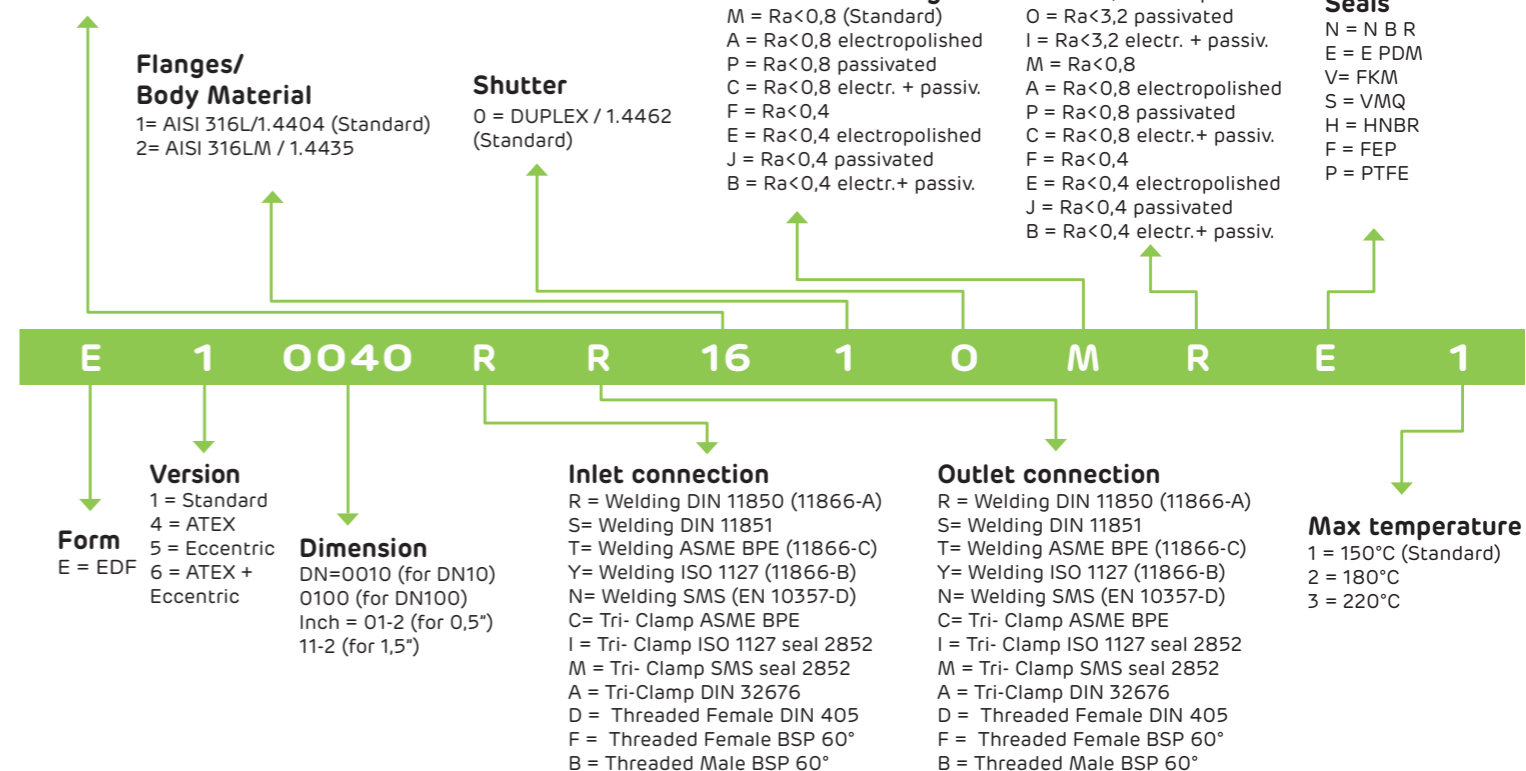 Flanges/
Body Material
1= AISI 316L/1.4404 (Standard)
2= AISI 316LM / 1.4435
Shutter
0 = DUPLEX / 1.4462
(Standard)
M = Ra<0,8 (Standard)
A = Ra<0,8 electropolished
P = Ra<0,8 passivated
C = Ra<0,8 electr. + passiv.
F = Ra<0,4
E = Ra<0,4 electropolished
J = Ra<0,4 passivated
B = Ra<0,4 electr.+ passiv.
O = Ra<3,2 passivated
I = Ra<3,2 electr. + passiv.
M = Ra<0,8
A = Ra<0,8 electropolished
P = Ra<0,8 passivated
C = Ra<0,8 electr.+ passiv.
F = Ra<0,4
E = Ra<0,4 electropolished
J = Ra<0,4 passivated
B = Ra<0,4 electr.+ passiv.
Seals
N = N B R
E = E PDM
V= FKM
S = VMQ
H = HNBR
F = FEP
P = PTFE
E 1 0040 R R 16 1 0 M R E 1
Form
E = EDF
Version
1 = Standard
4 = ATEX
5 = Eccentric
6 = ATEX +
Eccentric
Dimension
DN=0010 (for DN10)
0100 (for DN100)
Inch = 01-2 (for 0,5")
11-2 (for 1,5")
Inlet connection
R = Welding DIN 11850 (11866-A)
S= Welding DIN 11851
T= Welding ASME BPE (11866-C)
Y= Welding ISO 1127 (11866-B)
N= Welding SMS (EN 10357-D)
C= Tri- Clamp ASME BPE
I = Tri- Clamp ISO 1127 seal 2852
M = Tri- Clamp SMS seal 2852
A = Tri-Clamp DIN 32676
D = Threaded Female DIN 405
F = Threaded Female BSP 60°
B = Threaded Male BSP 60°
Outlet connection
R = Welding DIN 11850 (11866-A)
S= Welding DIN 11851
T= Welding ASME BPE (11866-C)
Y= Welding ISO 1127 (11866-B)
N= Welding SMS (EN 10357-D)
C= Tri- Clamp ASME BPE
I = Tri- Clamp ISO 1127 seal 2852
M = Tri- Clamp SMS seal 2852
A = Tri-Clamp DIN 32676
D = Threaded Female DIN 405
F = Threaded Female BSP 60°
B = Threaded Male BSP 60°
Max temperature
1 = 150°C (Standard)
2 = 180°C
3 = 220°C